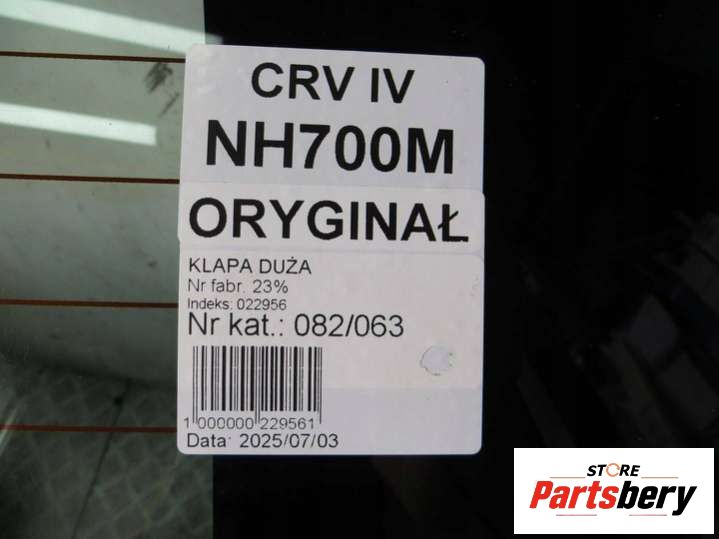 CRV IV
NH700M
ORYGINAŁ
KLAPA DUŻA
Nr fabr. 23%
Indeks: 022956
Nr kat.: 082/063
1 000000 229561
Data: 2025/07/03
STORE
Partsbery